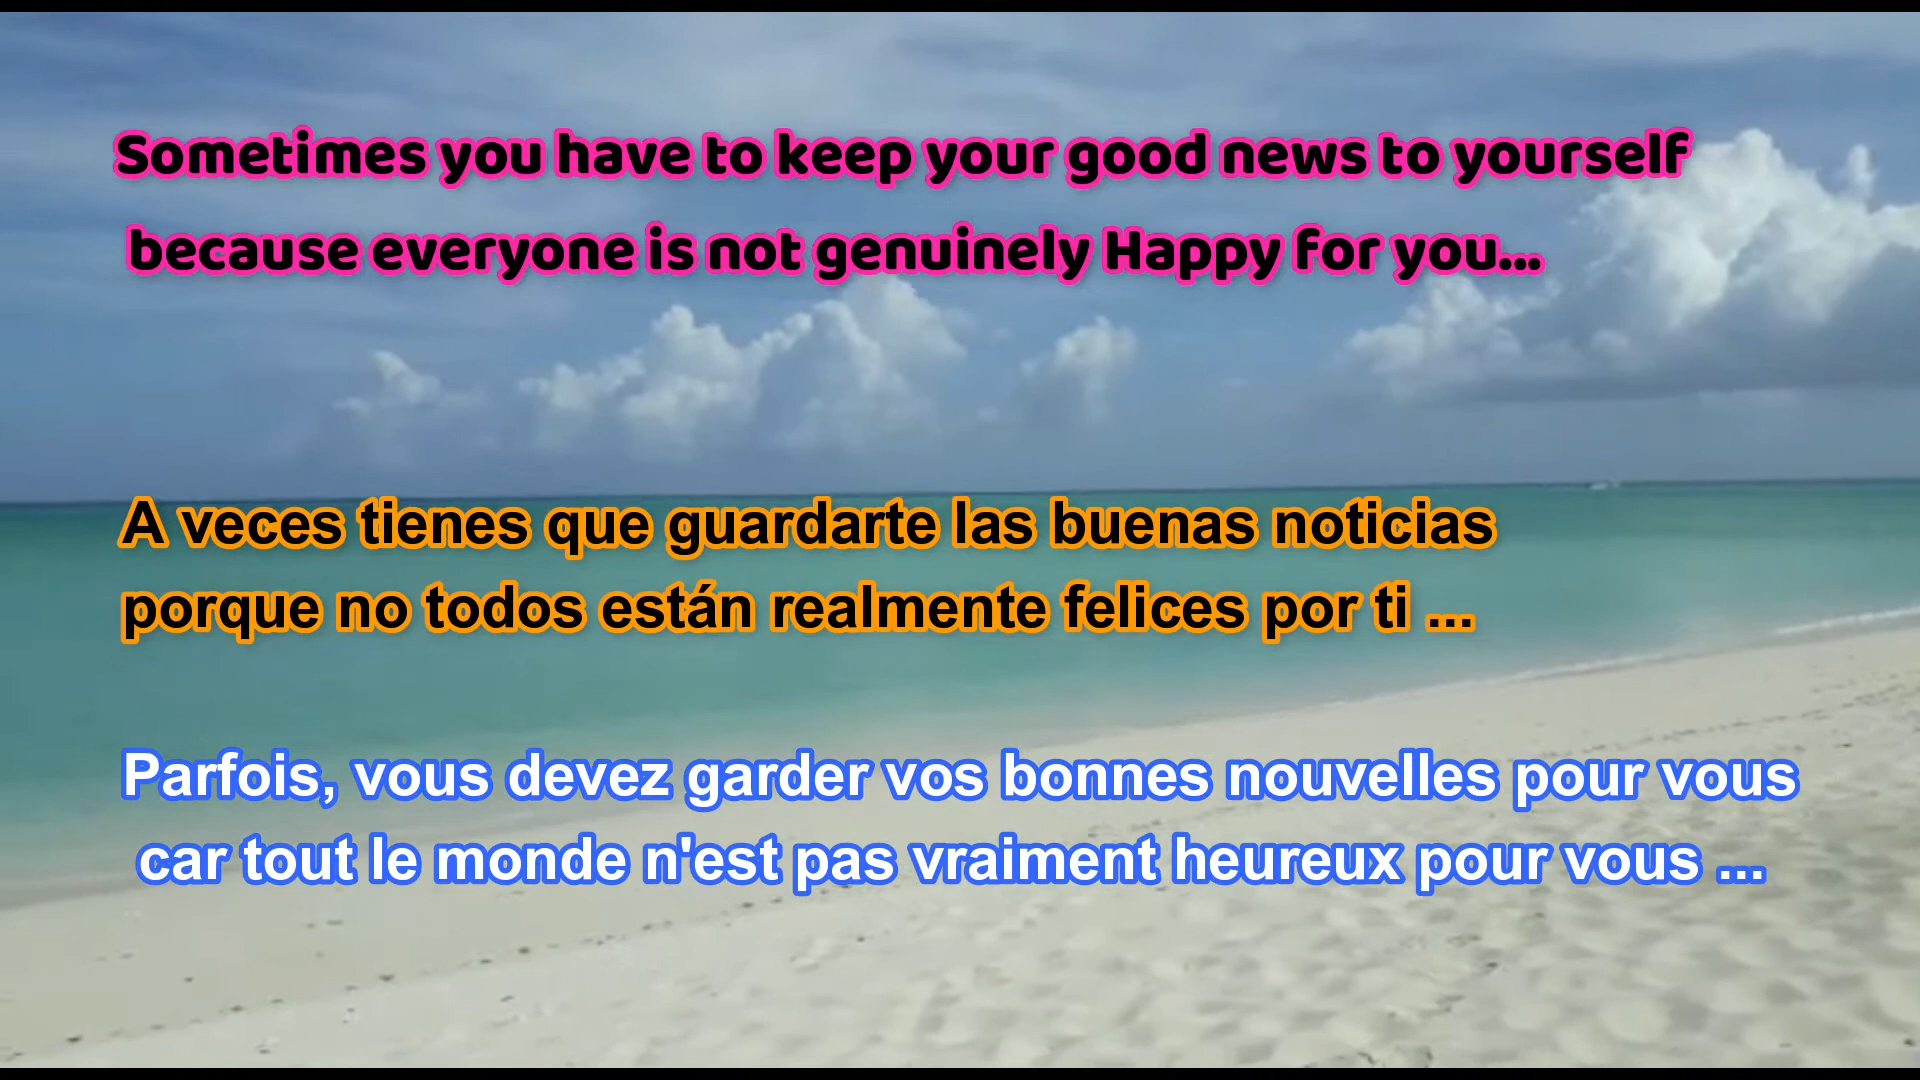 Sometimes you have to keep your good news to yourself
because everyone is not genuinely Happy for you...
A veces tienes que guardarte las buenas noticias
porque no todos están realmente felices por ti ...
Parfois, vous devez garder vos bonnes nouvelles pour vous
car tout le monde n'est pas vraiment heureux pour vous ...